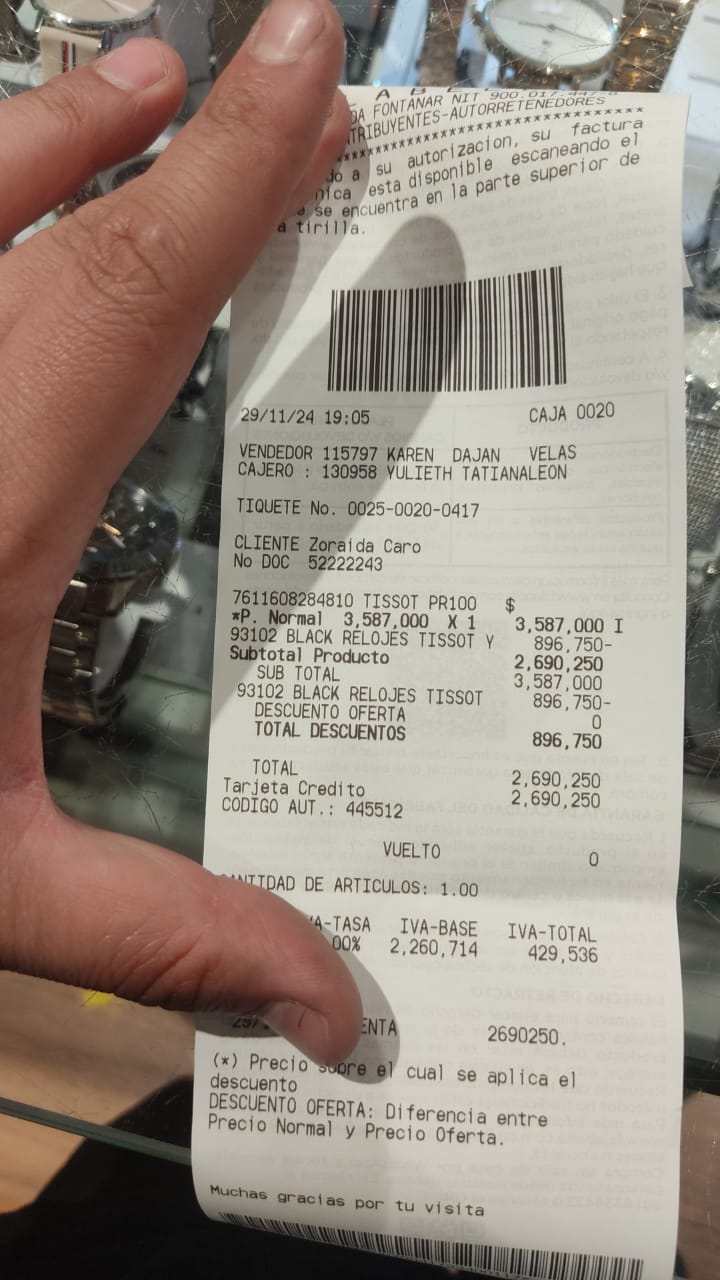 A B E
DA FONTANAR NIT 900.017.447-8
TRIBUYENTES-AUTORRETENEDORES
************************************
do a su autorizacion, su factura
nica esta disponible escaneando el
e se encuentra en la parte superior de
a tirilla.
29/11/24 19:05 CAJA 0020
VENDEDOR 115797 KAREN DAJAN VELAS
CAJERO : 130958 YULIETH TATIANALEON
TIQUETE No. 0025-0020-0417
CLIENTE Zoraida Caro
No DOC 52222243
7611608284810 TISSOT PR100 $
*P. Normal 3,587,000 X 1 3,587,000 I
93102 BLACK RELOJES TISSOT Y 896,750-
Subtotal Producto 2,690,250
SUB TOTAL 3,587,000
93102 BLACK RELOJES TISSOT 896,750-
DESCUENTO OFERTA 0
TOTAL DESCUENTOS 896,750
TOTAL 2,690,250
Tarjeta Credito 2,690,250
CODIGO AUT.: 445512
VUELTO 0
CANTIDAD DE ARTICULOS: 1.00
VA-TASA IVA-BASE IVA-TOTAL
00% 2,260,714 429,536
29/ ENTA 2690250.
(*) Precio sobre el cual se aplica el
descuento
DESCUENTO OFERTA: Diferencia entre
Precio Normal y Precio Oferta.
Muchas gracias por tu visita